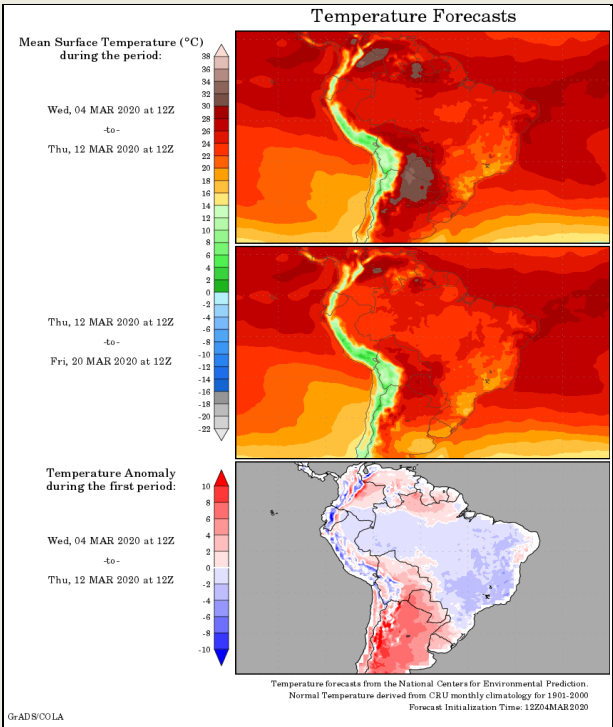 Temperature Forecasts
Mean Surface Temperature (°C)
during the period:
Wed, 04 MAR 2020 at 12Z
-to-
Thu, 12 MAR 2020 at 12Z
38
36
34
32
30
28
26
24
22
20
18
16
14
12
10
8
6
4
2
0
-2
-4
-6
-8
-10
-12
-14
-16
-18
-20
-22
Thu, 12 MAR 2020 at 12Z
-to-
Fri, 20 MAR 2020 at 12Z
Temperature Anomaly
during the first period:
Wed, 04 MAR 2020 at 12Z
-to-
Thu, 12 MAR 2020 at 12Z
10
8
6
4
2
0
-2
-4
-6
-8
-10
Temperature forecasts from the National Centers for Environmental Prediction.
Normal Temperature derived from CRU monthly climatology for 1901-2000
Forecast Initialization Time: 12Z04MAR2020
GrADS/COLA